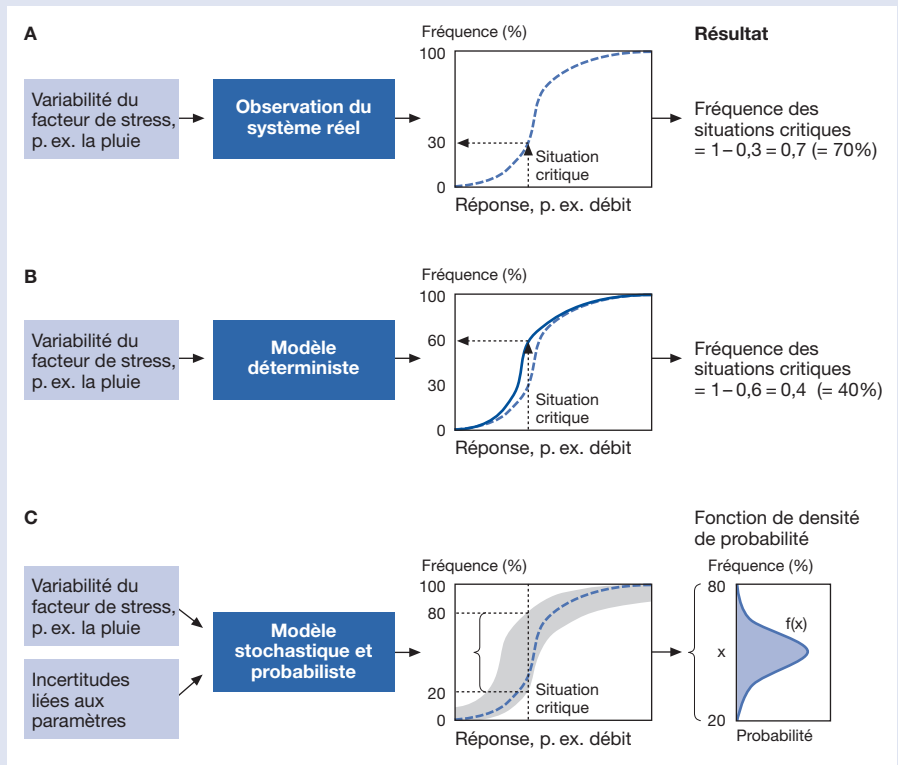 A
Variabilité du
facteur de stress,
p. ex. la pluie
Observation du
système réel
Fréquence (%)
100
30
0
Situation
critique
Réponse, p. ex. débit
Résultat
Fréquence des
situations critiques
= 1 – 0,3 = 0,7 (= 70%)
B
Variabilité du
facteur de stress,
p. ex. la pluie
Modèle
déterministe
Fréquence (%)
100
60
30
0
Situation
critique
Réponse, p. ex. débit
Fréquence des
situations critiques
= 1 – 0,6 = 0,4 (= 40%)
C
Variabilité du
facteur de stress,
p. ex. la pluie
Incertitudes
liées aux
paramètres
Modèle
stochastique et
probabiliste
Fréquence (%)
100
80
20
0
Situation
critique
Réponse, p. ex. débit
Fonction de densité
de probabilité
Fréquence (%)
80
f(x)
x
20
Probabilité